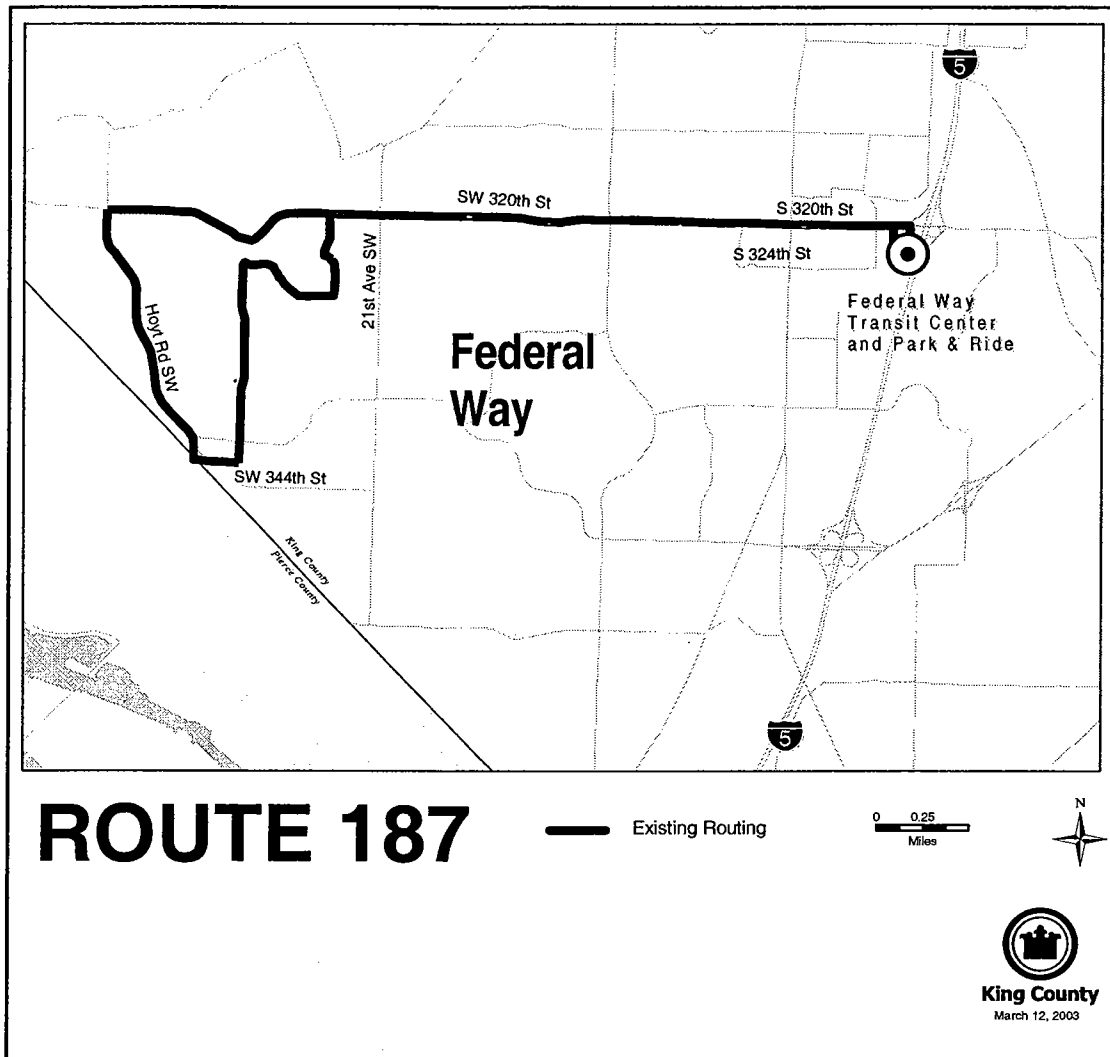 5
SW 320th St
S 320th St
S 324th St
21st Ave SW
Hoyt Rd SW
Federal Way
Transit Center
and Park & Ride
Federal
Way
SW 344th St
King County
Pierce County
5
ROUTE 187
Existing Routing
0 0.25
Miles
N
King County
March 12, 2003